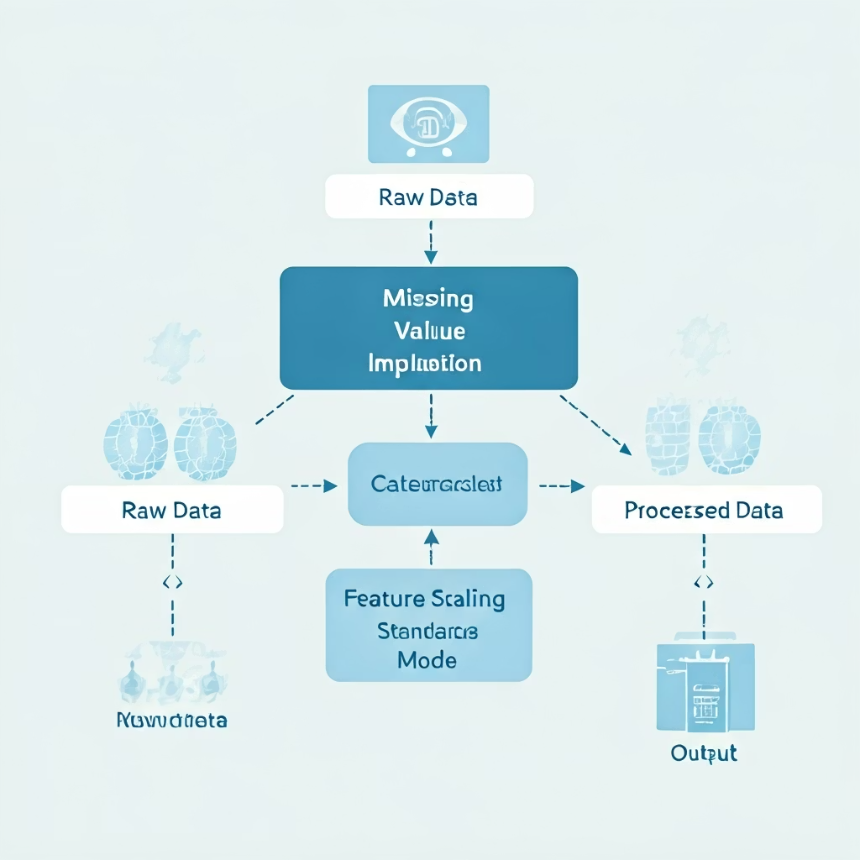 Raw Data
Missing
Value
Raw Data
Processed Data
Feature Scaling
Mode
Output